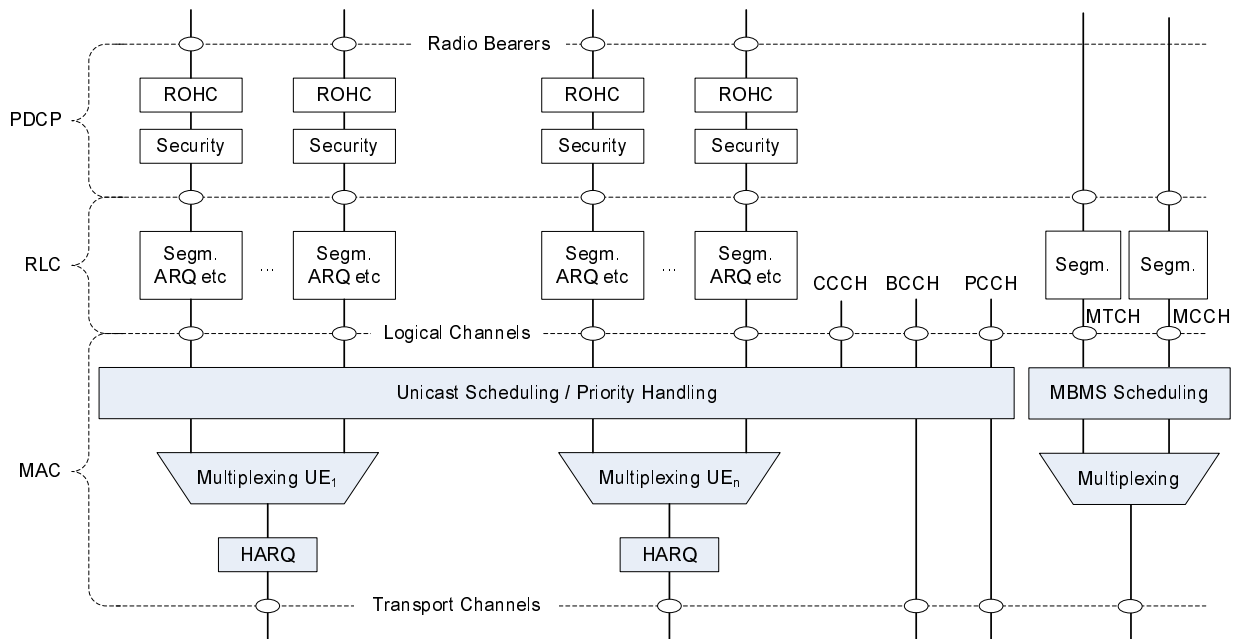 Radio Bearers
ROHC ROHC ROHC ROHC
PDCP
Security Security Security Security
Segm. ARQ etc ... Segm. ARQ etc Segm. ARQ etc ... Segm. ARQ etc Segm. Segm.
RLC
CCCH BCCH PCCH
MTCH MCCH
Logical Channels
Unicast Scheduling / Priority Handling MBMS Scheduling
MAC
Multiplexing UE₁ Multiplexing UEₙ Multiplexing
HARQ HARQ
Transport Channels